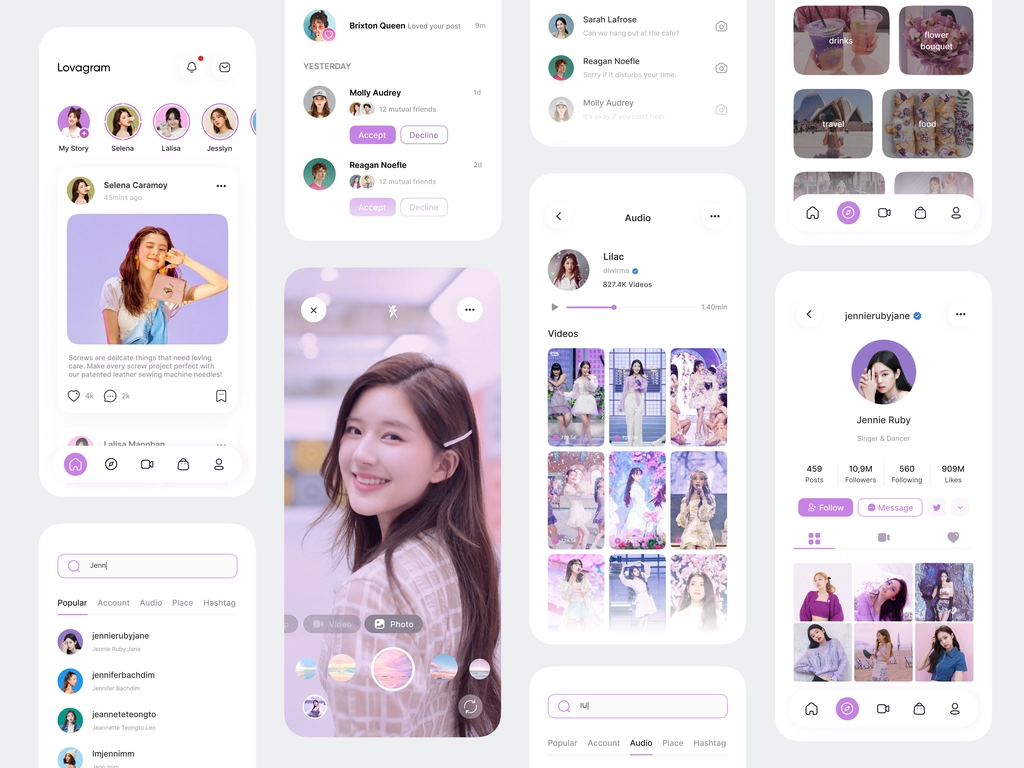 Lovagram
My Story
Selena
Lalisa
Jesslyn
Selena Caramoy
45mins ago
Screws are delicate things that need loving
care. Make every screw project perfect with
our patented leather sewing machine needles!
4k
2k
Lalisa Manoban
Jenn
Popular Account Audio Place Hashtag
jennierubyjane
Jennie Ruby Jane
jenniferbachdim
Jennifer Bachdim
jeanneteteongto
Jeannette Teongto Leo
Imjennimm
Jenn Imm
Brixton Queen Loved your post 9m
YESTERDAY
Molly Audrey 1d
12 mutual friends
Accept Decline
Reagan Noefle 2d
12 mutual friends
Accept Decline
Video
Photo
Sarah Lafrose
Can we hang out at the cafe?
Reagan Noefle
Sorry if it disturbs your time.
Molly Audrey
It's okay if you can't help.
Audio
Lilac
dlwlrma
827.4K Videos
1.40min
Videos
IU
Popular Account Audio Place Hashtag
drinks
flower
bouquet
travel
food
jennierubyjane
Jennie Ruby
Singer & Dancer
459 10,9M 560 909M
Posts Followers Following Likes
Follow Message